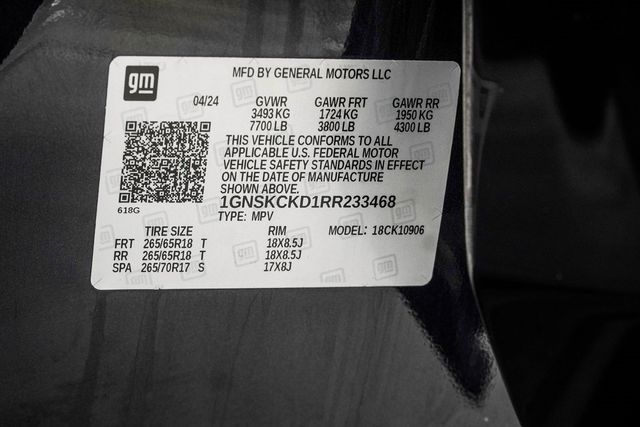 gm
MFD BY GENERAL MOTORS LLC
04/24 GVWR GAWR FRT GAWR RR
3493 KG 1724 KG 1950 KG
7700 LB 3800 LB 4300 LB
THIS VEHICLE CONFORMS TO ALL
APPLICABLE U.S. FEDERAL MOTOR
VEHICLE SAFETY STANDARDS IN EFFECT
ON THE DATE OF MANUFACTURE
SHOWN ABOVE.
1GNSKCKD1RR233468
618G
TYPE: MPV
TIRE SIZE RIM MODEL: 18CK10906
FRT 265/65R18 T 18X8.5J
RR 265/65R18 T 18X8.5J
SPA 265/70R17 S 17X8J